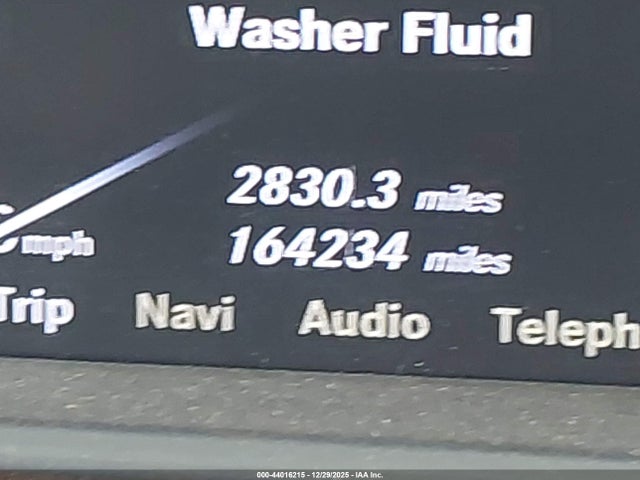 Washer Fluid
2830.3 miles
mph
164234 miles
Trip Navi Audio Teleph
000-44016215 - 12/29/2025 - IAA Inc.